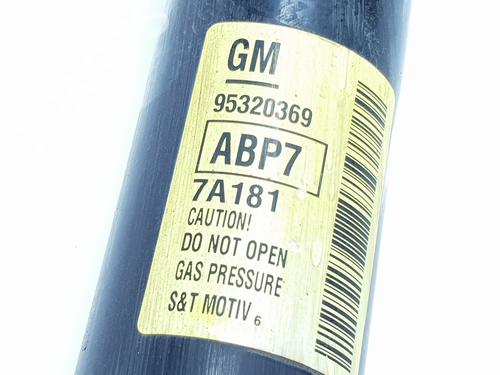 GM
95320369
ABP7
7A181
CAUTION!
DO NOT OPEN
GAS PRESSURE
S&T MOTIV 6